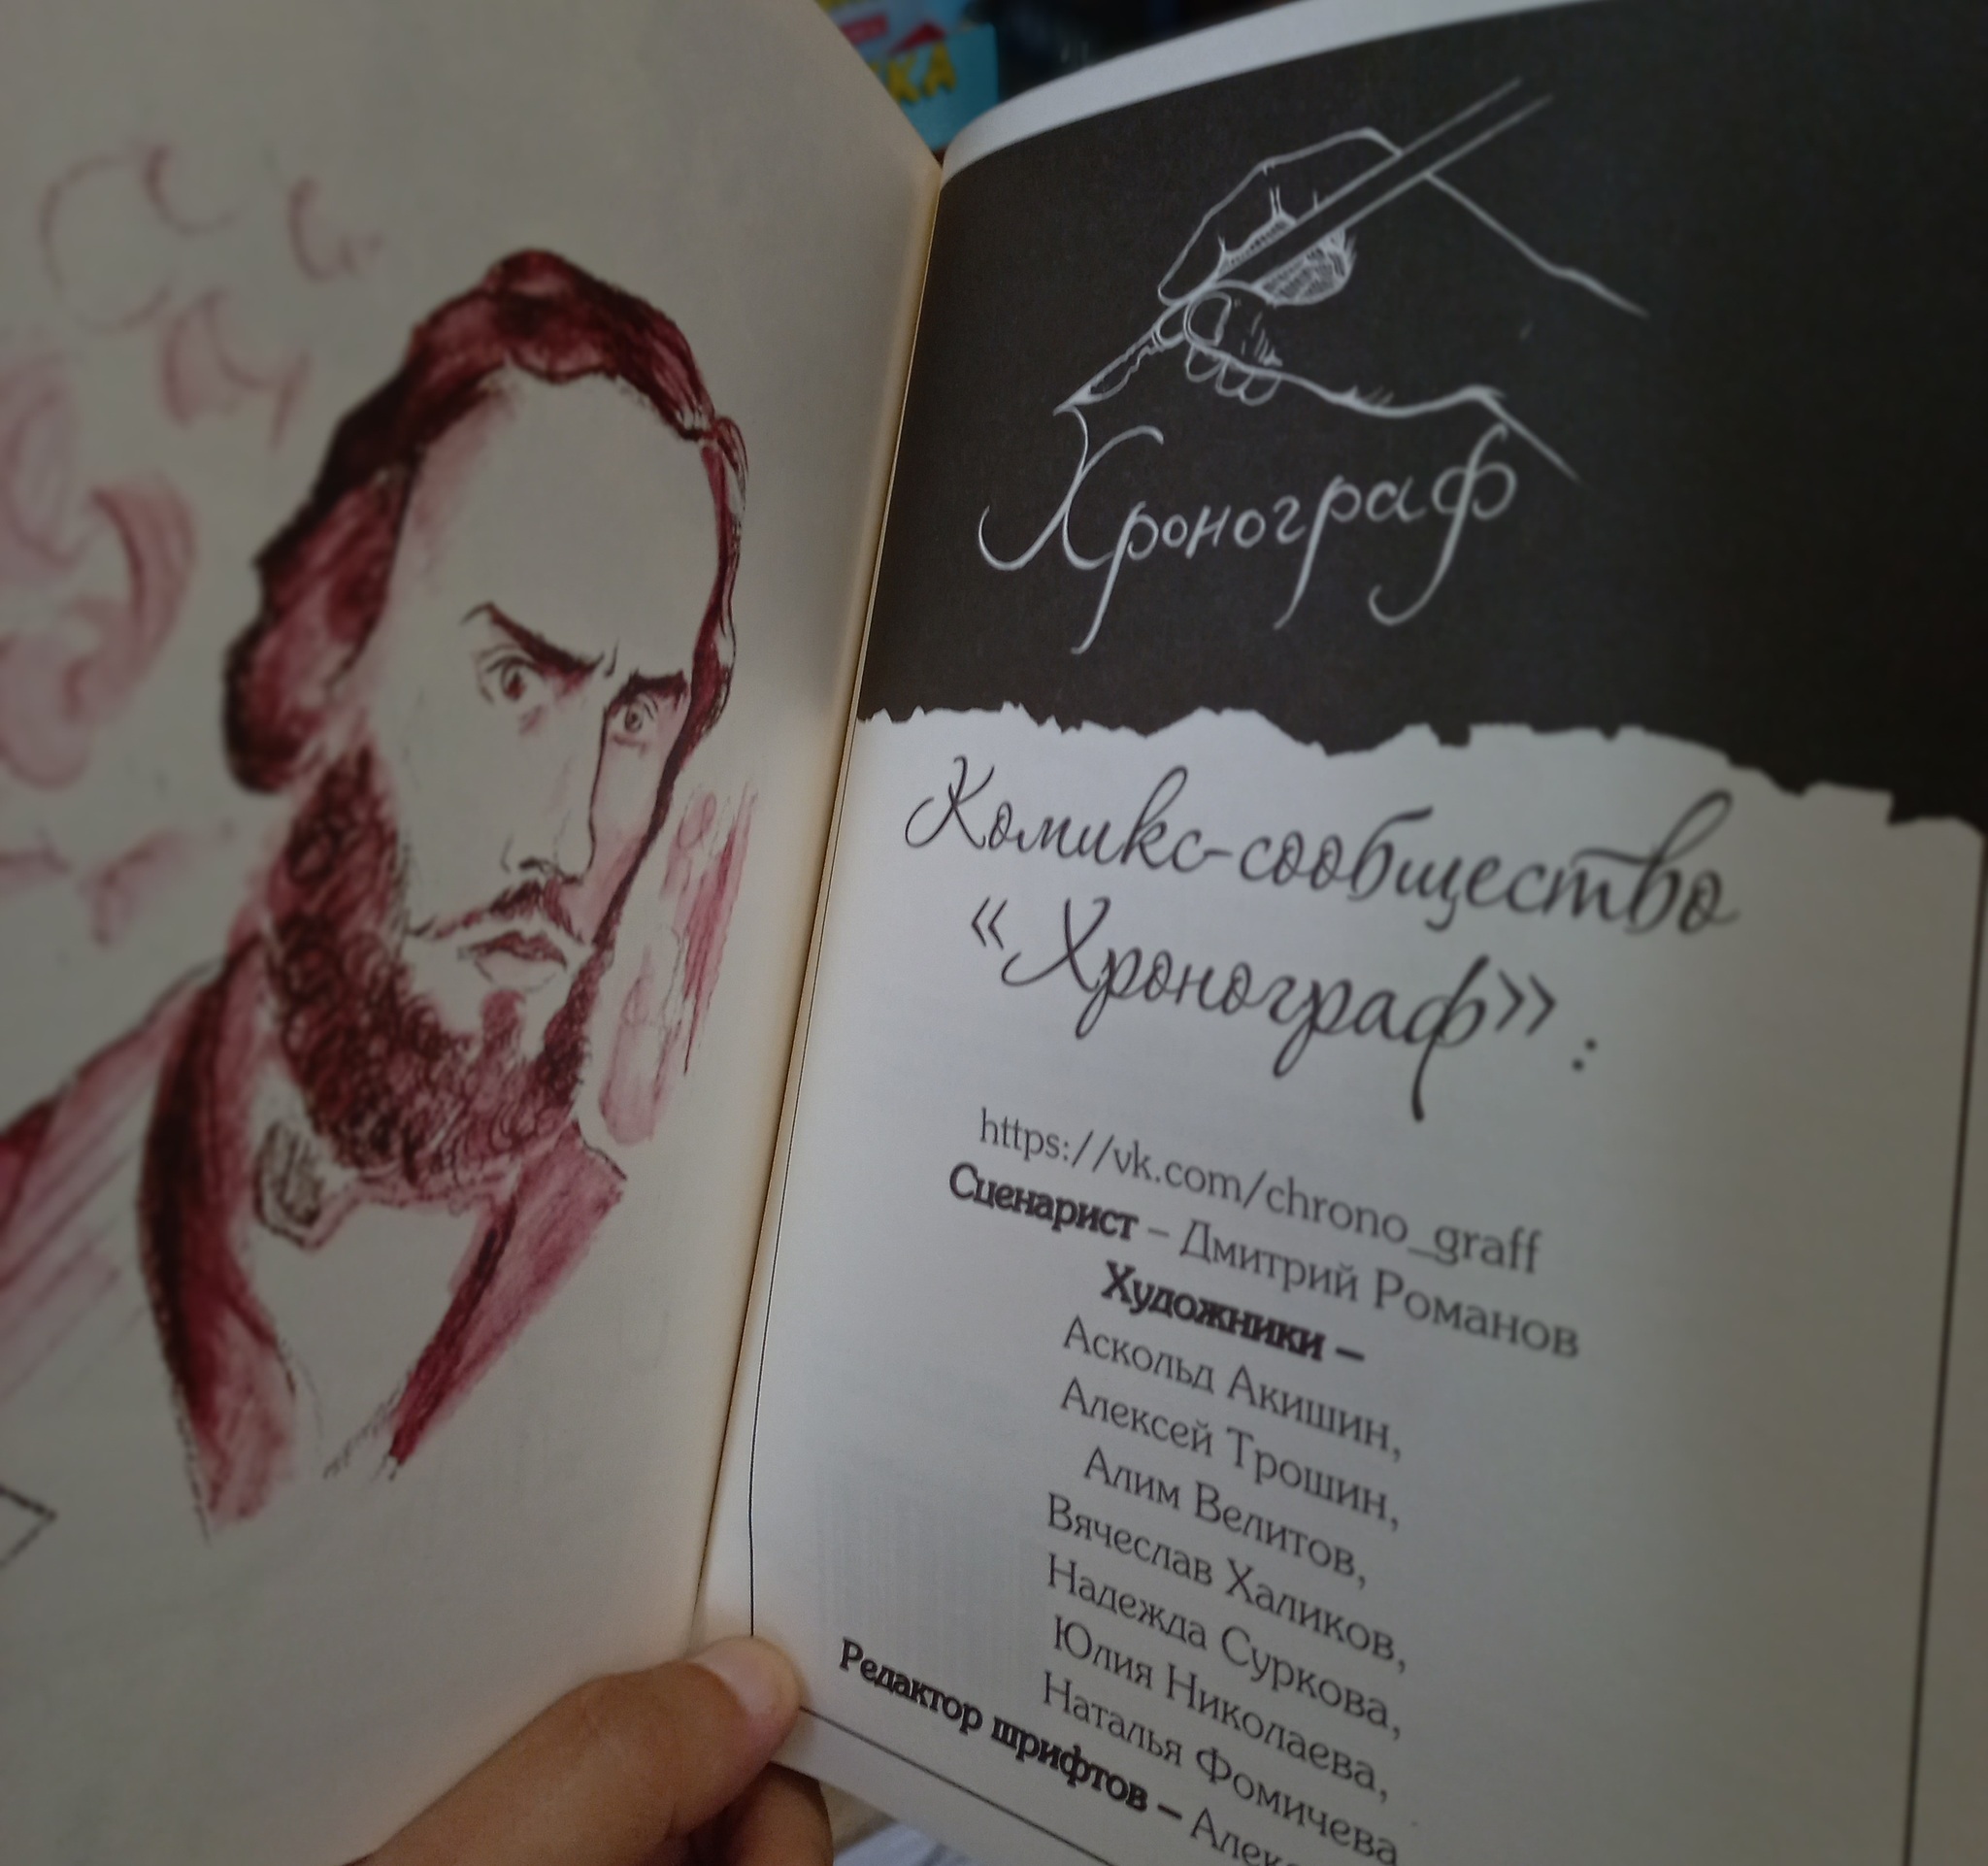 Хронограф
Комикс-сообщество
«Хронограф» :
https://vk.com/chrono_graff
Сценарист – Дмитрий Романов
Художники –
Аскольд Акишин,
Алексей Трошин,
Алим Велитов,
Вячеслав Халиков,
Надежда Суркова,
Юлия Николаева,
Наталья Фомичева
Редактор шрифтов –